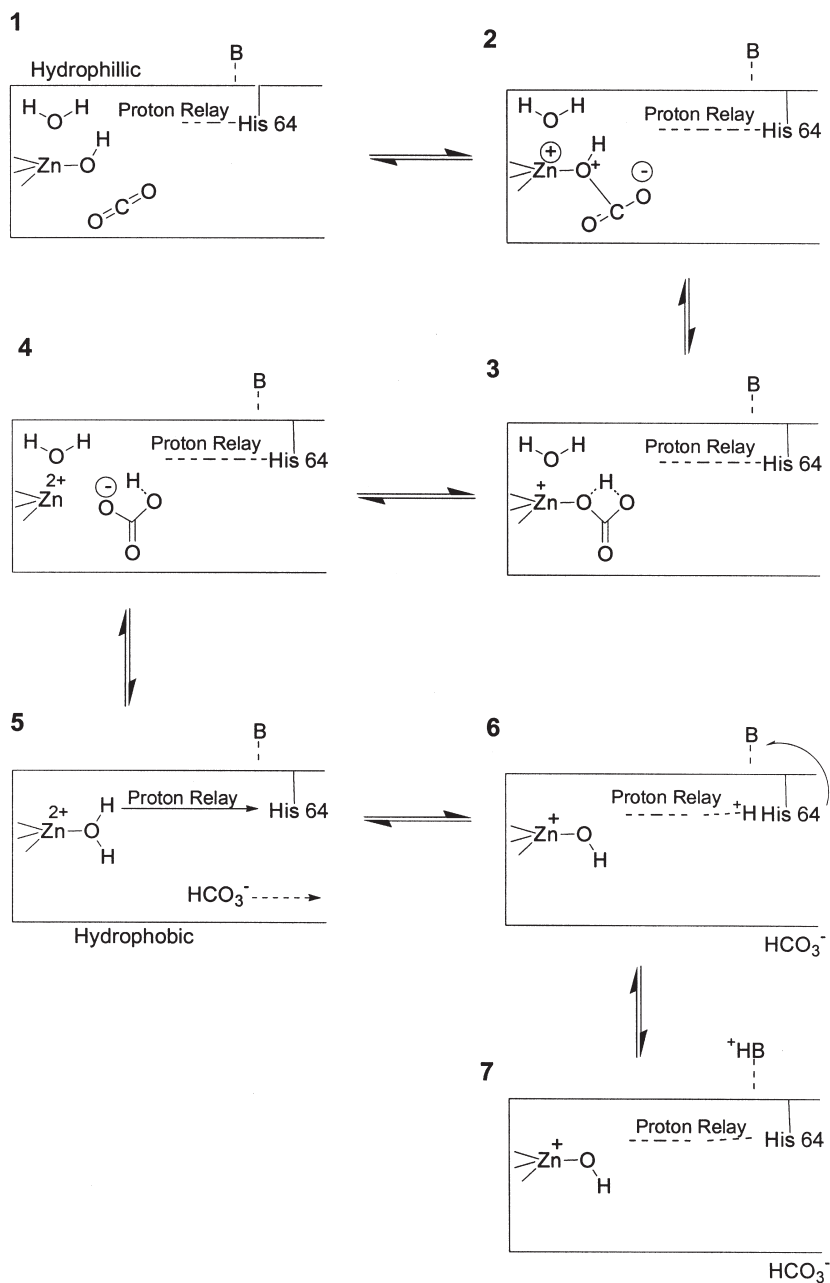 1
B
Hydrophillic
H O H
Proton Relay
His 64
H
Zn O
O C O
2
B
H O H
Proton Relay
His 64
+ H
Zn O +
-
O - C O
3
B
H O H
Proton Relay
His 64
+ H
Zn O O
O
4
B
H O H
Proton Relay
His 64
2+
Zn
- H
O O
O
5
B
Proton Relay
His 64
2+ H
Zn O
H
HCO3-
Hydrophobic
6
B
Proton Relay
+H His 64
+
Zn O
H
HCO3-
7
+HB
Proton Relay
His 64
+
Zn O
H
HCO3-